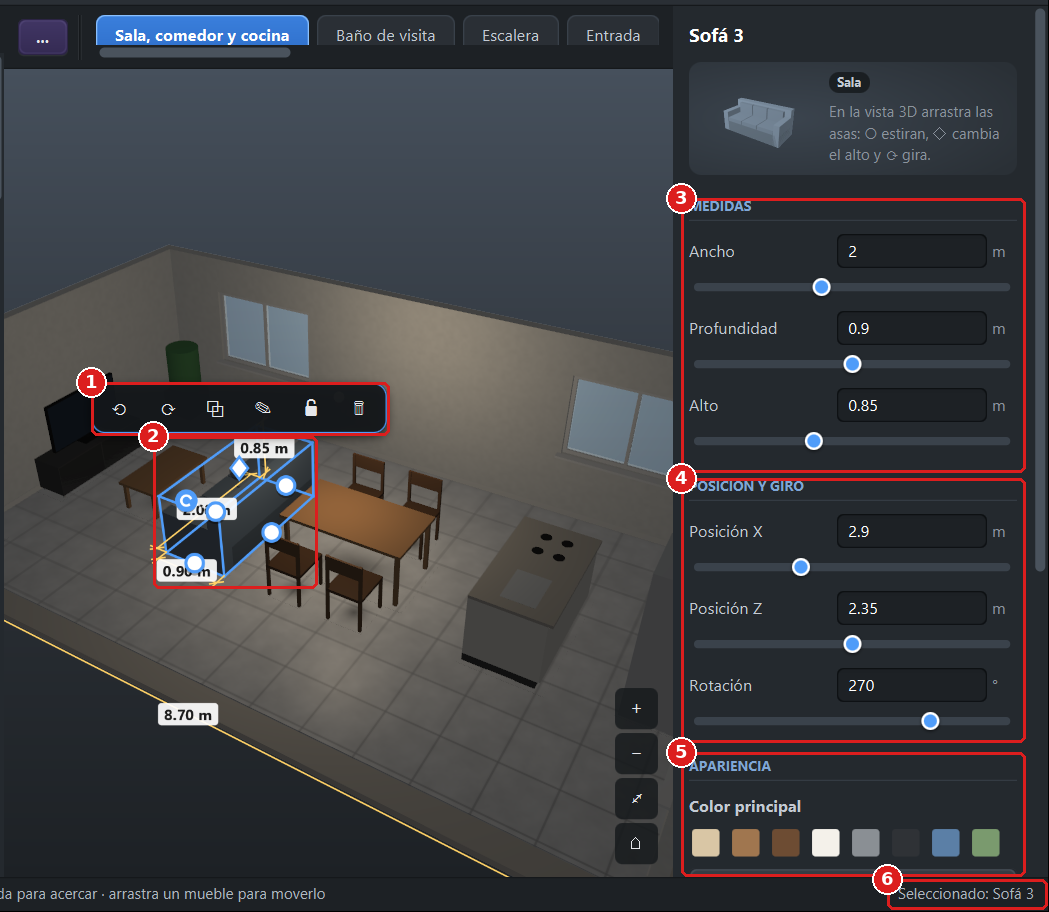 ...
Sala, comedor y cocina
Baño de visita
Escalera
Entrada
Sofá 3
Sala
En la vista 3D arrastra las
asas: ○ estiran, ◇ cambia
el alto y ⟳ gira.
3
MEDIDAS
Ancho
2
m
Profundidad
0.9
m
Alto
0.85
m
1
2
0.85 m
0.90 m
8.70 m
4
POSICIÓN Y GIRO
Posición X
2.9
m
Posición Z
2.35
m
Rotación
270
°
+
−
5
APARIENCIA
Color principal
6
da para acercar · arrastra un mueble para moverlo
Seleccionado: Sofá 3